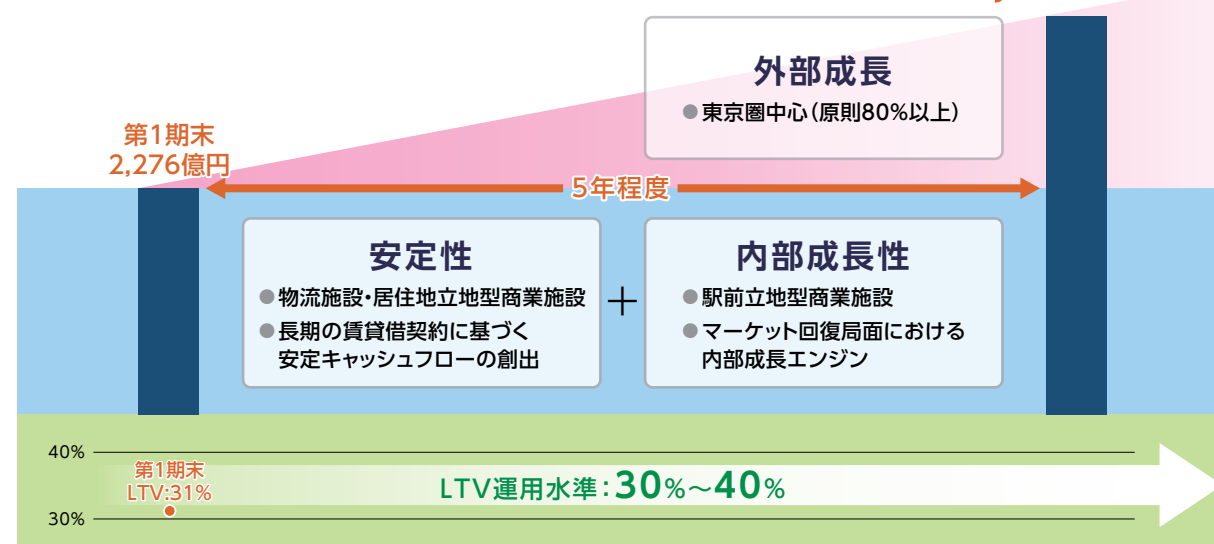 外部成長
●東京圏中心（原則80%以上）
第1期末
2,276億円
5年程度
安定性
●物流施設・居住地立地型商業施設
●長期の賃貸借契約に基づく
安定キャッシュフローの創出
＋
内部成長性
●駅前立地型商業施設
●マーケット回復局面における
内部成長エンジン
40%
第1期末
LTV:31%
LTV運用水準：30%～40%
30%